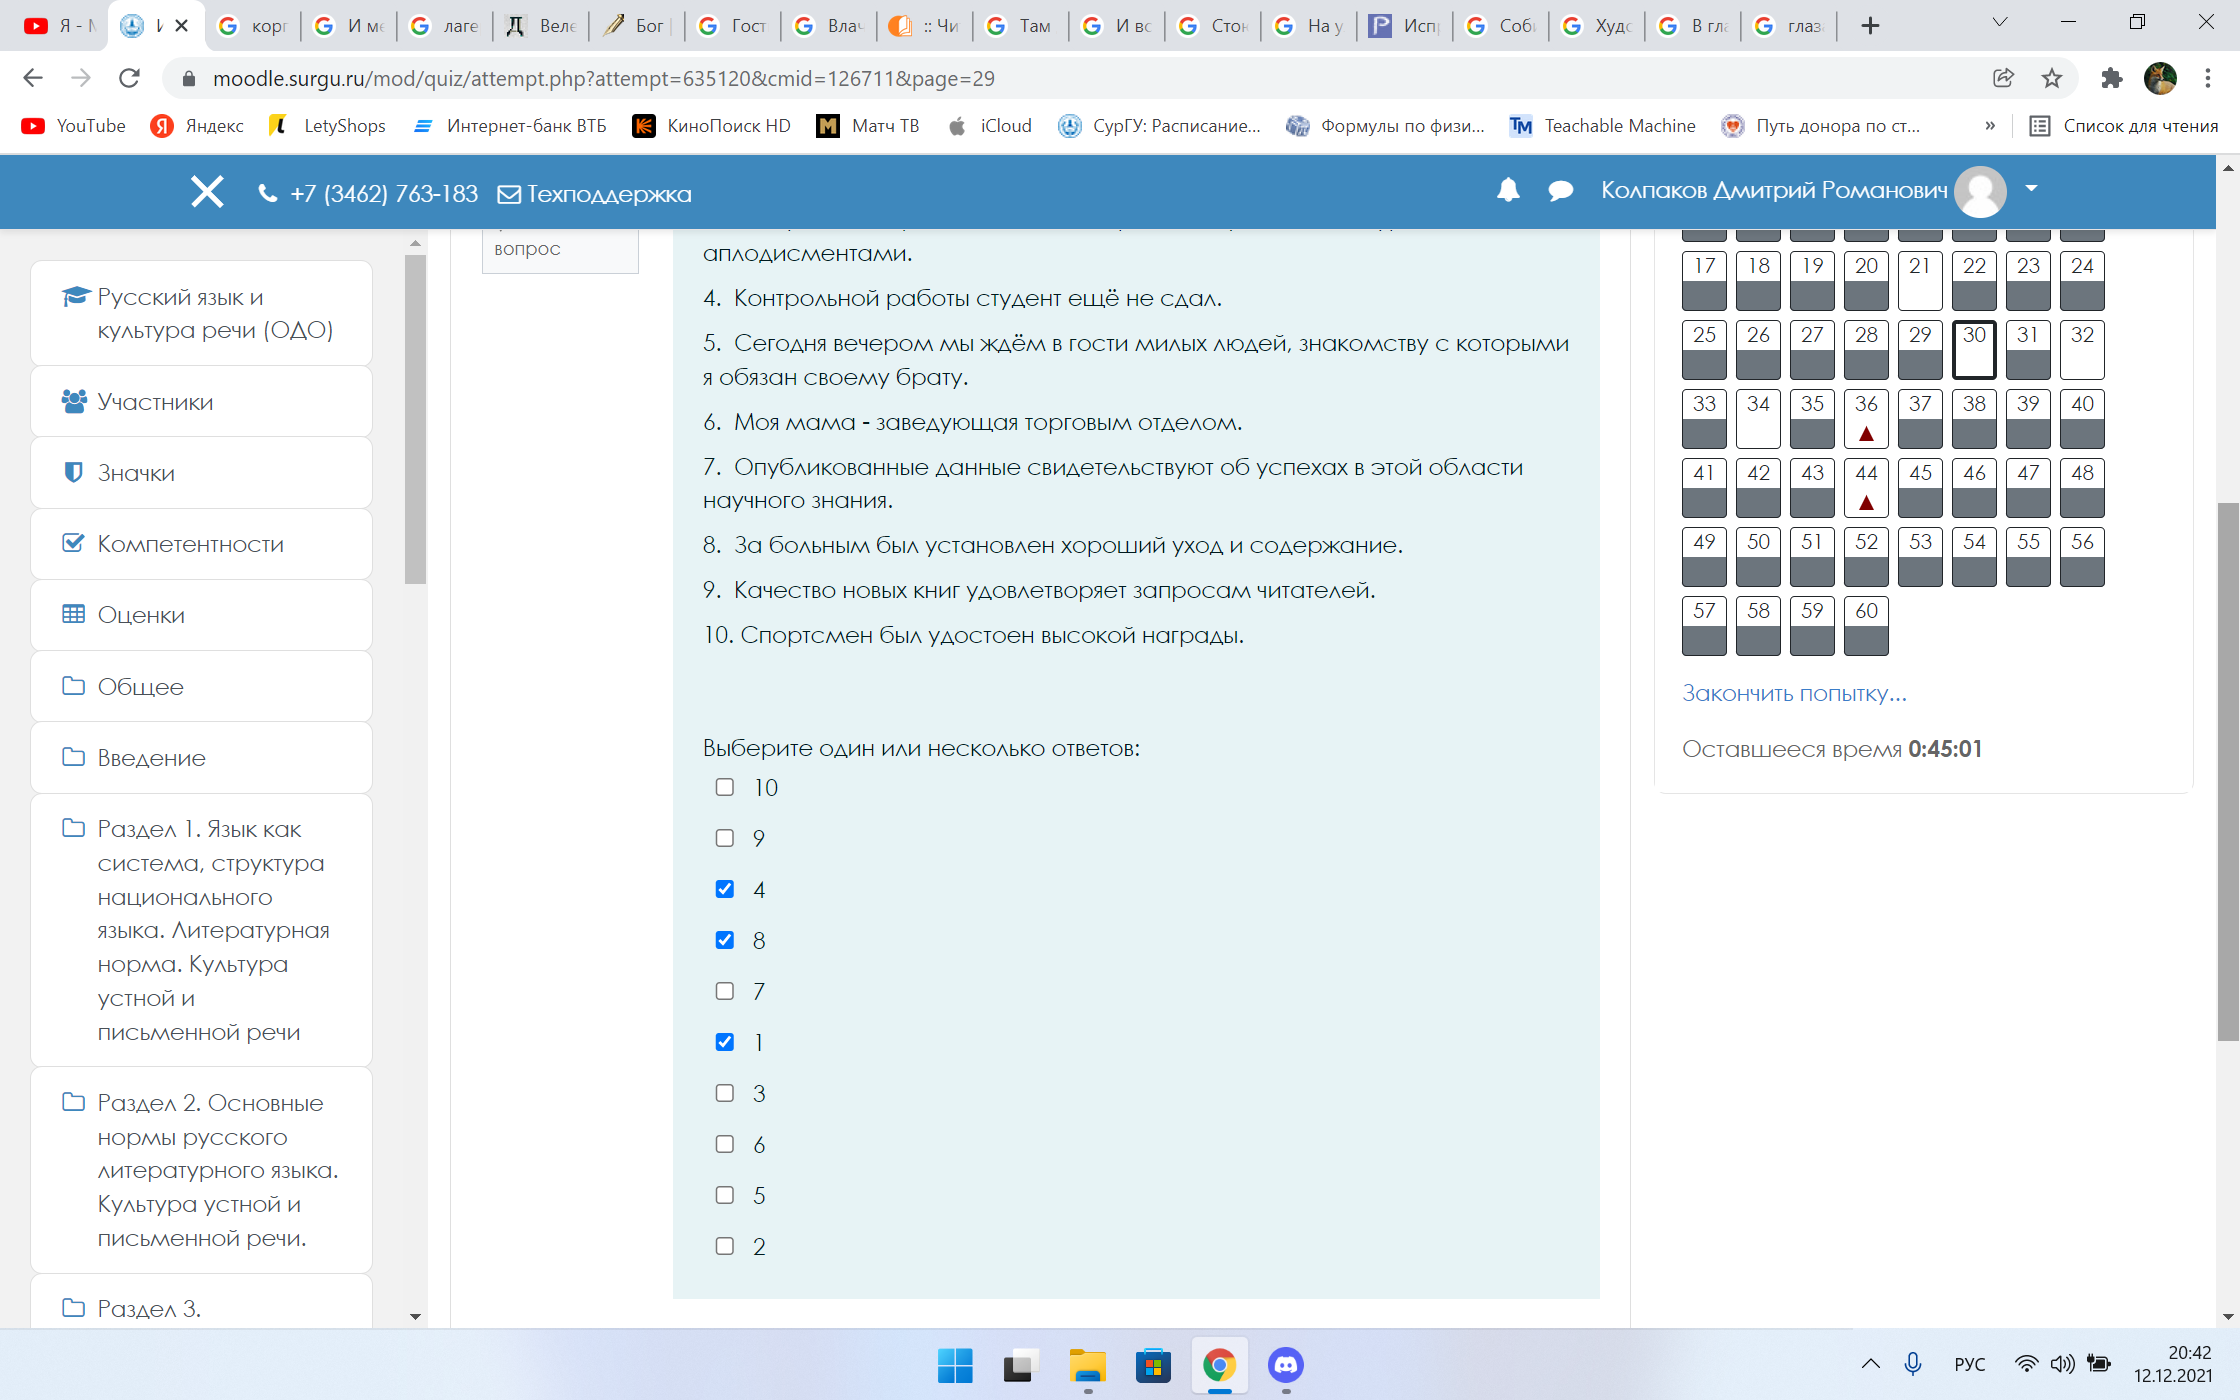 Я - М
И
корг
И ме
лаге
Веле
Бог
Гост
Влач
:: Чи
Там
И вс
Сток
На у
Испр
Соби
Худо
В гла
глаза
moodle.surgu.ru/mod/quiz/attempt.php?attempt=635120&cmid=126711&page=29
YouTube
Яндекс
LetyShops
Интернет-банк ВТБ
КиноПоиск HD
Матч ТВ
iCloud
СурГУ: Расписание...
Формулы по физи...
Teachable Machine
Путь донора по ст...
»
Список для чтения
+7 (3462) 763-183
Техподдержка
Колпаков Дмитрий Романович
Русский язык и
культура речи (ОДО)
Участники
Значки
Компетентности
Оценки
Общее
Введение
Раздел 1. Язык как
система, структура
национального
языка. Литературная
норма. Культура
устной и
письменной речи
Раздел 2. Основные
нормы русского
литературного языка.
Культура устной и
письменной речи.
Раздел 3.
вопрос
аплодисментами.
4. Контрольной работы студент ещё не сдал.
5. Сегодня вечером мы ждём в гости милых людей, знакомству с которыми
я обязан своему брату.
6. Моя мама - заведующая торговым отделом.
7. Опубликованные данные свидетельствуют об успехах в этой области
научного знания.
8. За больным был установлен хороший уход и содержание.
9. Качество новых книг удовлетворяет запросам читателей.
10. Спортсмен был удостоен высокой награды.
Выберите один или несколько ответов:
10
9
4
8
7
1
3
6
5
2
17 18 19 20 21 22 23 24
25 26 27 28 29 30 31 32
33 34 35 36 37 38 39 40
41 42 43 44 45 46 47 48
49 50 51 52 53 54 55 56
57 58 59 60
Закончить попытку...
Оставшееся время 0:45:01
РУС
20:42
12.12.2021